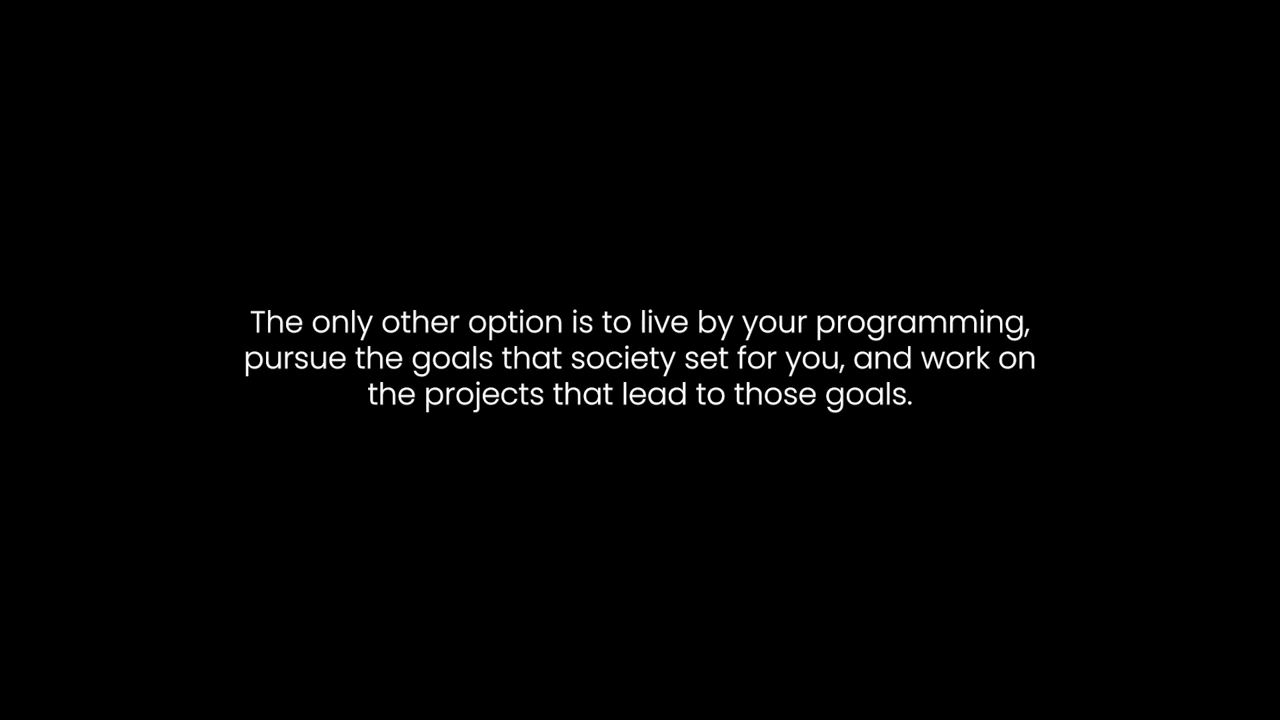 The only other option is to live by your programming,
pursue the goals that society set for you, and work on
the projects that lead to those goals.